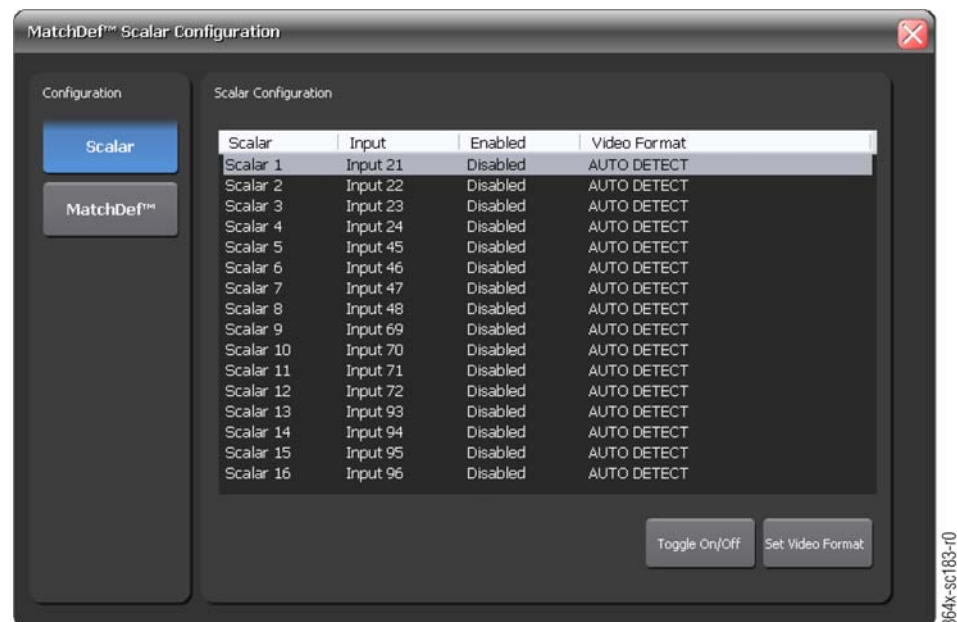 MatchDef™ Scalar Configuration
Configuration
Scalar
MatchDef™
Scalar Configuration
Scalar Input Enabled Video Format
Scalar 1 Input 21 Disabled AUTO DETECT
Scalar 2 Input 22 Disabled AUTO DETECT
Scalar 3 Input 23 Disabled AUTO DETECT
Scalar 4 Input 24 Disabled AUTO DETECT
Scalar 5 Input 45 Disabled AUTO DETECT
Scalar 6 Input 46 Disabled AUTO DETECT
Scalar 7 Input 47 Disabled AUTO DETECT
Scalar 8 Input 48 Disabled AUTO DETECT
Scalar 9 Input 69 Disabled AUTO DETECT
Scalar 10 Input 70 Disabled AUTO DETECT
Scalar 11 Input 71 Disabled AUTO DETECT
Scalar 12 Input 72 Disabled AUTO DETECT
Scalar 13 Input 93 Disabled AUTO DETECT
Scalar 14 Input 94 Disabled AUTO DETECT
Scalar 15 Input 95 Disabled AUTO DETECT
Scalar 16 Input 96 Disabled AUTO DETECT
Toggle On/Off Set Video Format